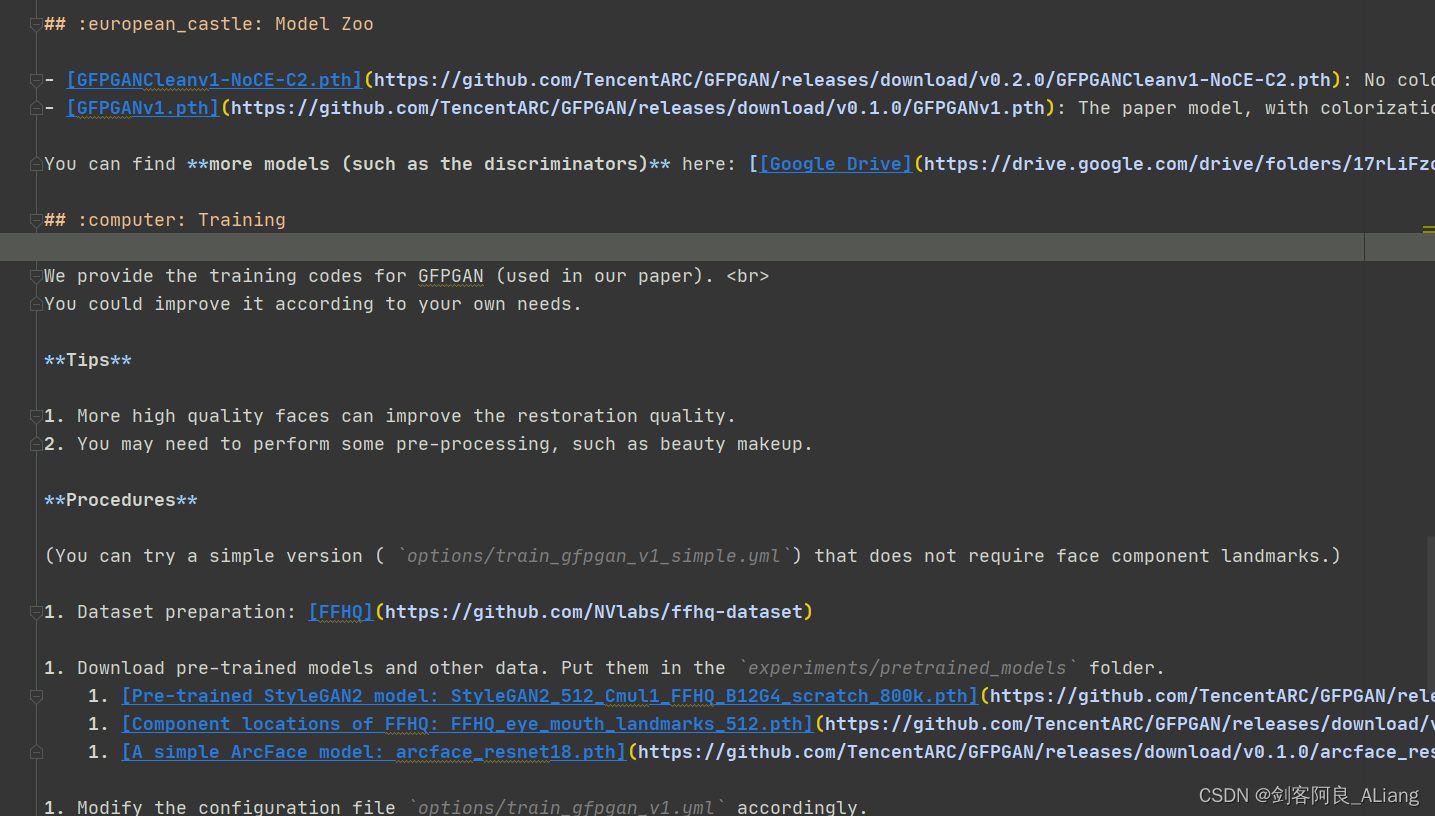 ## :european_castle: Model Zoo
- [GFPGANCleanv1-NoCE-C2.pth](https://github.com/TencentARC/GFPGAN/releases/download/v0.2.0/GFPGANCleanv1-NoCE-C2.pth): No colo
- [GFPGANv1.pth](https://github.com/TencentARC/GFPGAN/releases/download/v0.1.0/GFPGANv1.pth): The paper model, with colorizatio
You can find **more models (such as the discriminators)** here: [[Google Drive](https://drive.google.com/drive/folders/17rLiFzc
## :computer: Training
We provide the training codes for GFPGAN (used in our paper). <br>
You could improve it according to your own needs.
**Tips**
1. More high quality faces can improve the restoration quality.
2. You may need to perform some pre-processing, such as beauty makeup.
**Procedures**
(You can try a simple version ( `options/train_gfpgan_v1_simple.yml`) that does not require face component landmarks.)
1. Dataset preparation: [FFHQ](https://github.com/NVlabs/ffhq-dataset)
1. Download pre-trained models and other data. Put them in the `experiments/pretrained_models` folder.
1. [Pre-trained StyleGAN2 model: StyleGAN2_512_Cmul1_FFHQ_B12G4_scratch_800k.pth](https://github.com/TencentARC/GFPGAN/rele
1. [Component locations of FFHQ: FFHQ_eye_mouth_landmarks_512.pth](https://github.com/TencentARC/GFPGAN/releases/download/v
1. [A simple ArcFace model: arcface_resnet18.pth](https://github.com/TencentARC/GFPGAN/releases/download/v0.1.0/arcface_res
1. Modify the configuration file `options/train_gfpgan_v1.yml` accordingly.
CSDN @剑客阿良_ALiang